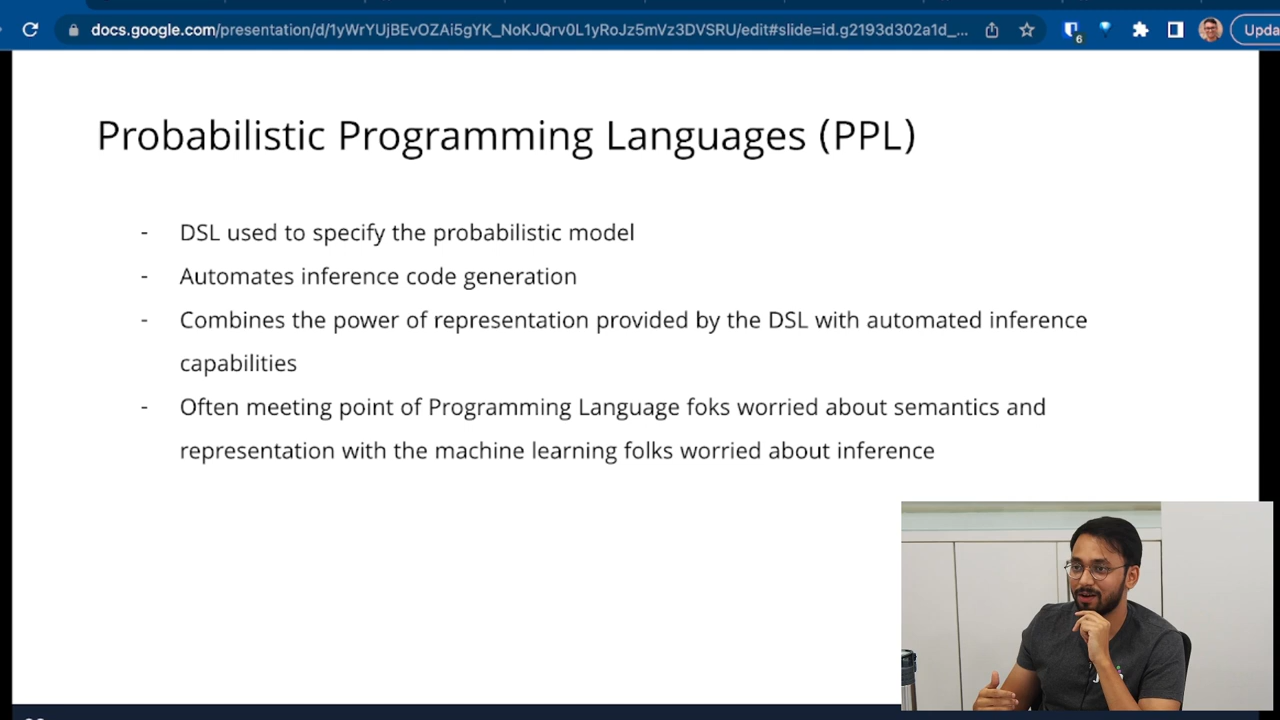 docs.google.com/presentation/d/1yWrYUjBEvOZAi5gYK_NoKJQrv0L1yRoJz5mVz3DVSRU/edit#slide=id.g2193d302a1d_...
6
Upda
Probabilistic Programming Languages (PPL)
- DSL used to specify the probabilistic model
- Automates inference code generation
- Combines the power of representation provided by the DSL with automated inference
capabilities
- Often meeting point of Programming Language foks worried about semantics and
representation with the machine learning folks worried about inference